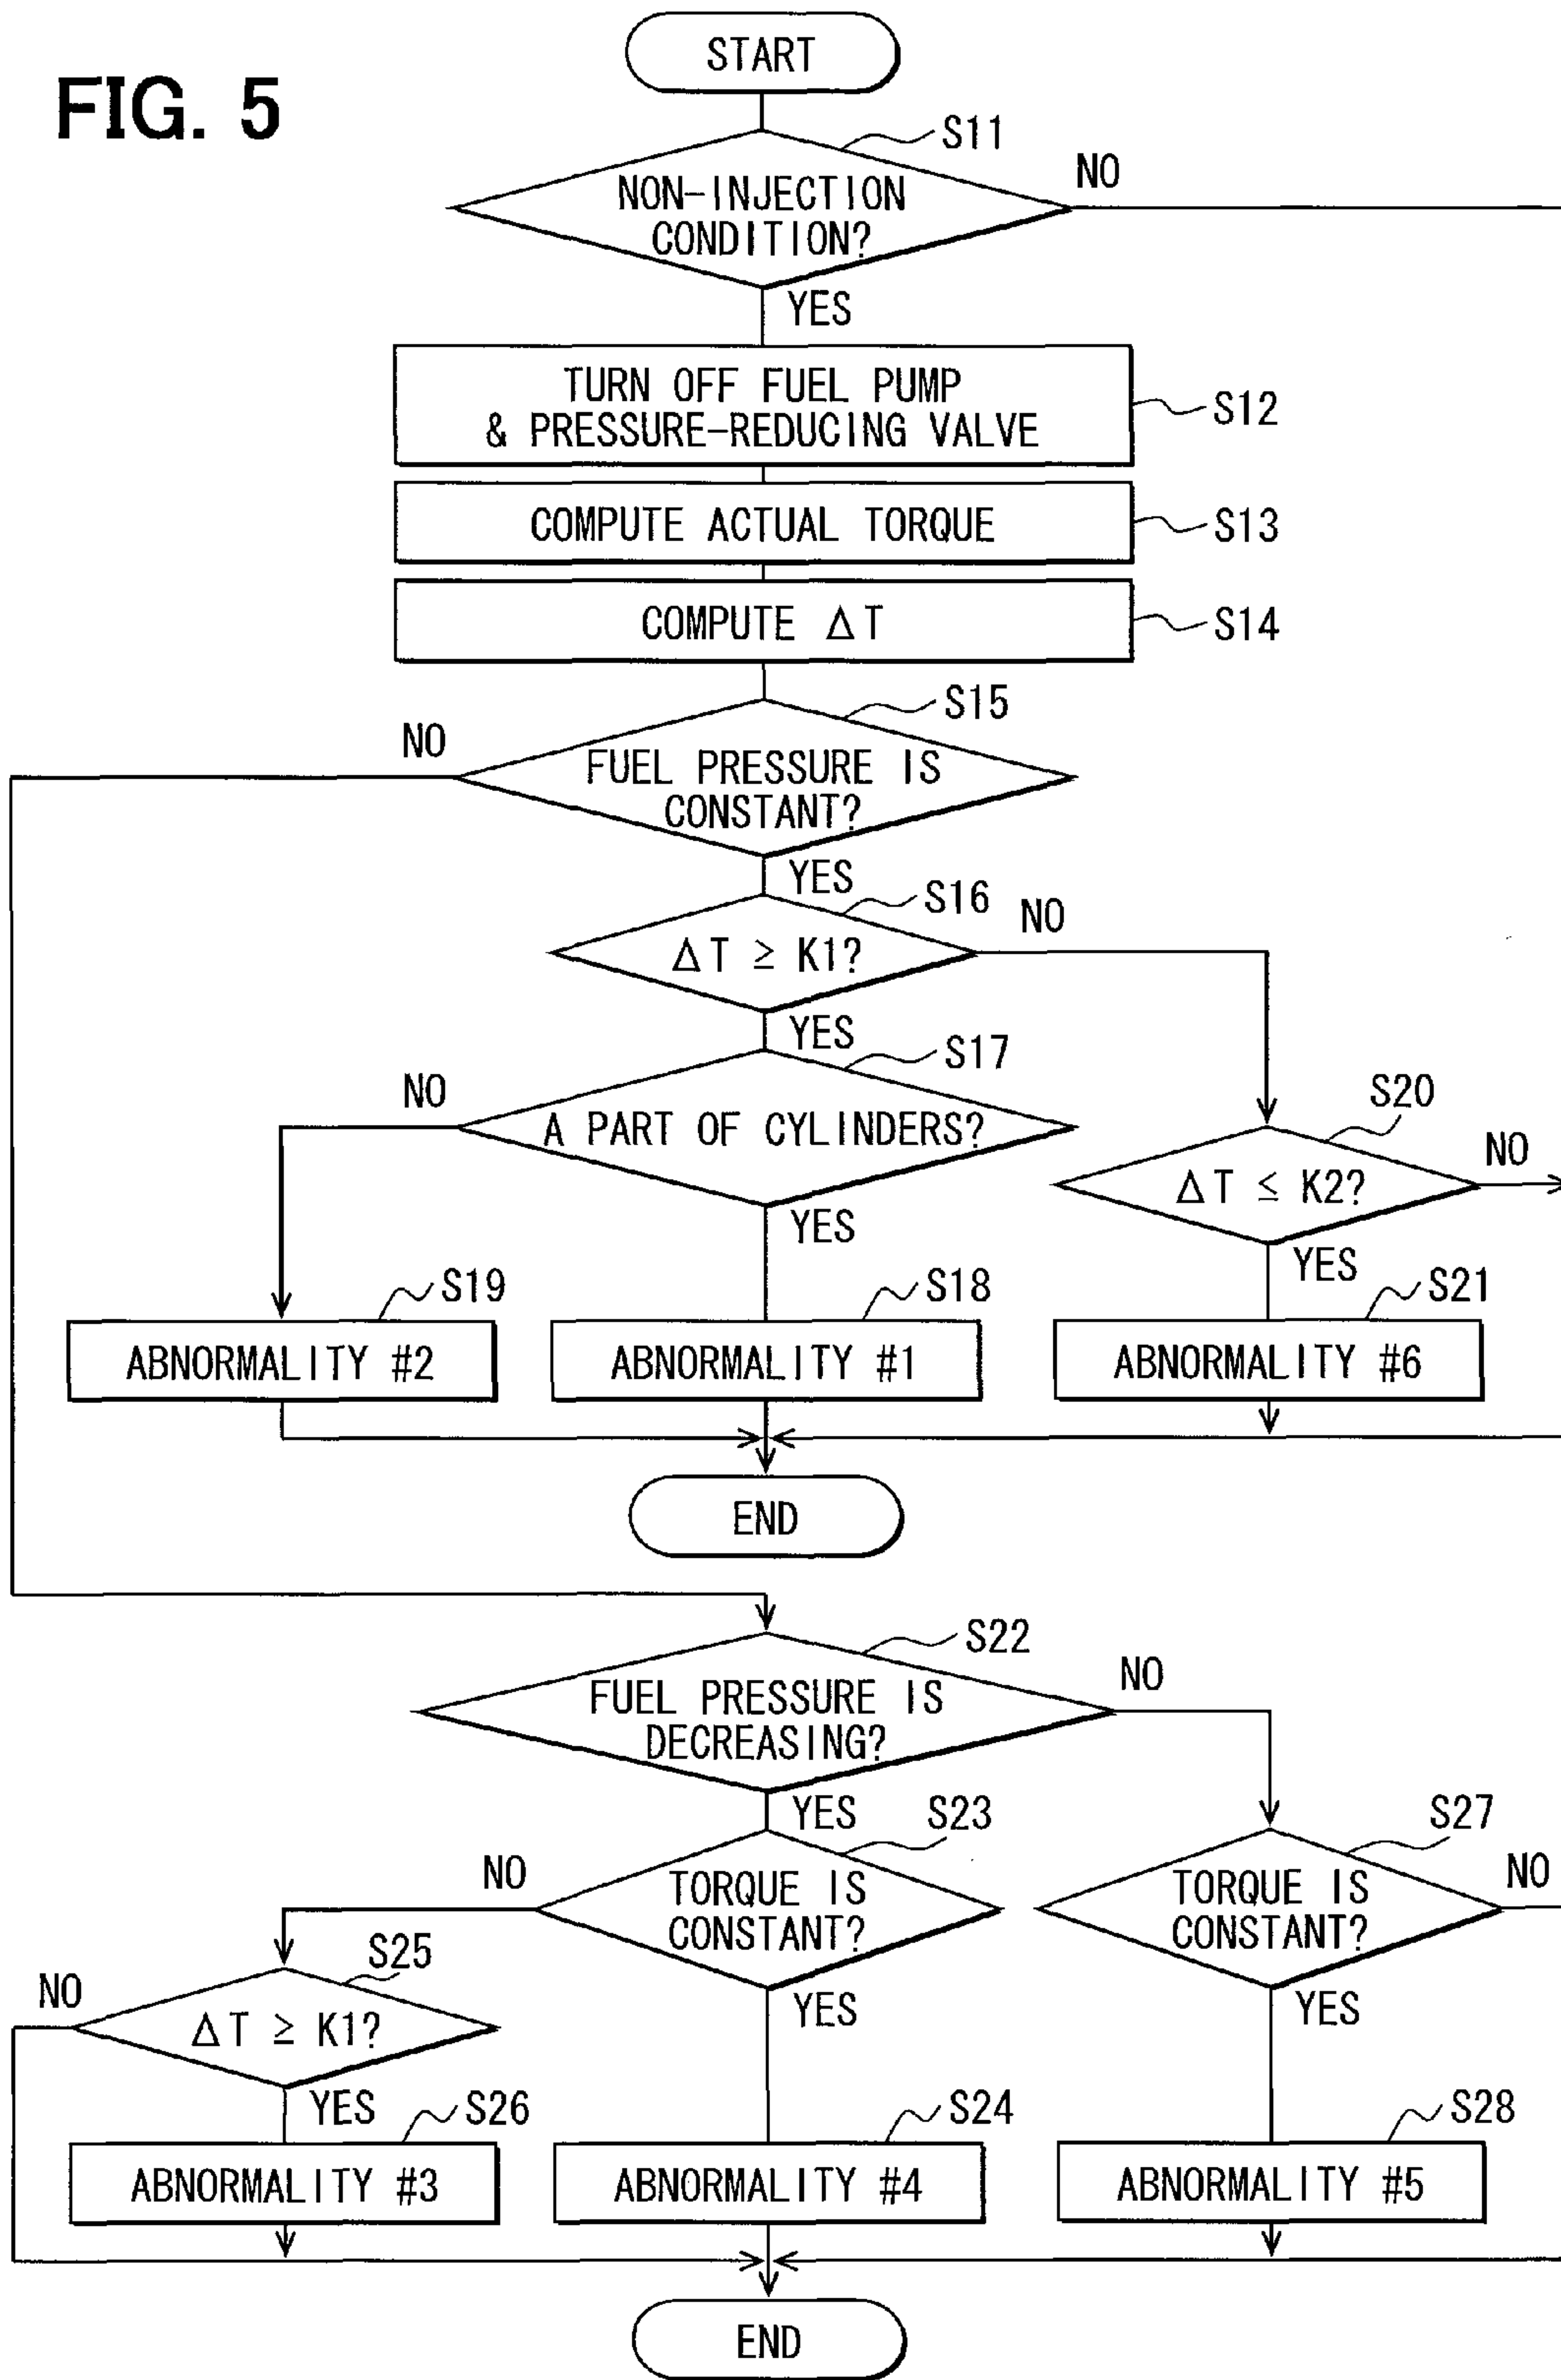 FIG. 5
START
S11
NON-INJECTION
CONDITION?
NO
YES
TURN OFF FUEL PUMP
& PRESSURE-REDUCING VALVE
S12
COMPUTE ACTUAL TORQUE
S13
COMPUTE ΔT
S14
S15
NO
FUEL PRESSURE IS
CONSTANT?
YES
S16
NO
ΔT ≥ K1?
YES
S17
NO
A PART OF CYLINDERS?
YES
S20
NO
ΔT ≤ K2?
YES
S19
S18
S21
ABNORMALITY #2
ABNORMALITY #1
ABNORMALITY #6
END
S22
NO
FUEL PRESSURE IS
DECREASING?
YES
S23
S27
NO
TORQUE IS
CONSTANT?
YES
TORQUE IS
CONSTANT?
NO
YES
S25
NO
ΔT ≥ K1?
YES
S26
S24
S28
ABNORMALITY #3
ABNORMALITY #4
ABNORMALITY #5
END